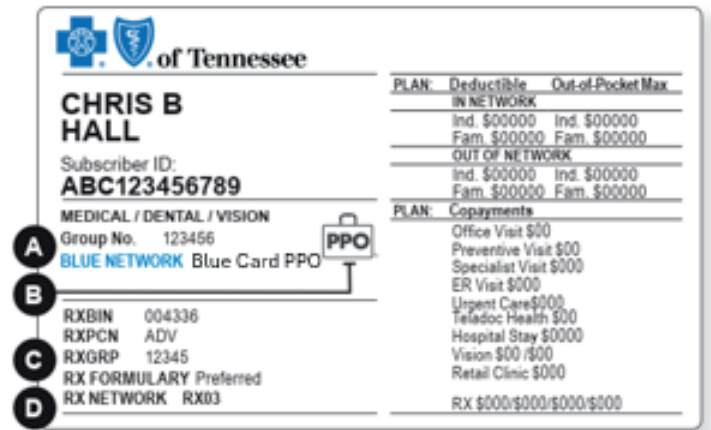 of Tennessee
CHRIS B
HALL
Subscriber ID:
ABC123456789
MEDICAL / DENTAL / VISION
A
Group No. 123456
BLUE NETWORK Blue Card PPO
PPO
B
RXBIN 004336
RXPCN ADV
C
RXGRP 12345
RX FORMULARY Preferred
D
RX NETWORK RX03
PLAN: Deductible Out-of-Pocket Max
IN NETWORK
Ind. $00000 Ind. $00000
Fam. $00000 Fam. $00000
OUT OF NETWORK
Ind. $00000 Ind. $00000
Fam. $00000 Fam. $00000
PLAN: Copayments
Office Visit $00
Preventive Visit $00
Specialist Visit $000
ER Visit $000
Urgent Care$000
Teladoc Health $00
Hospital Stay $0000
Vision $00 /$00
Retail Clinic $000
RX $000/$000/$000/$000